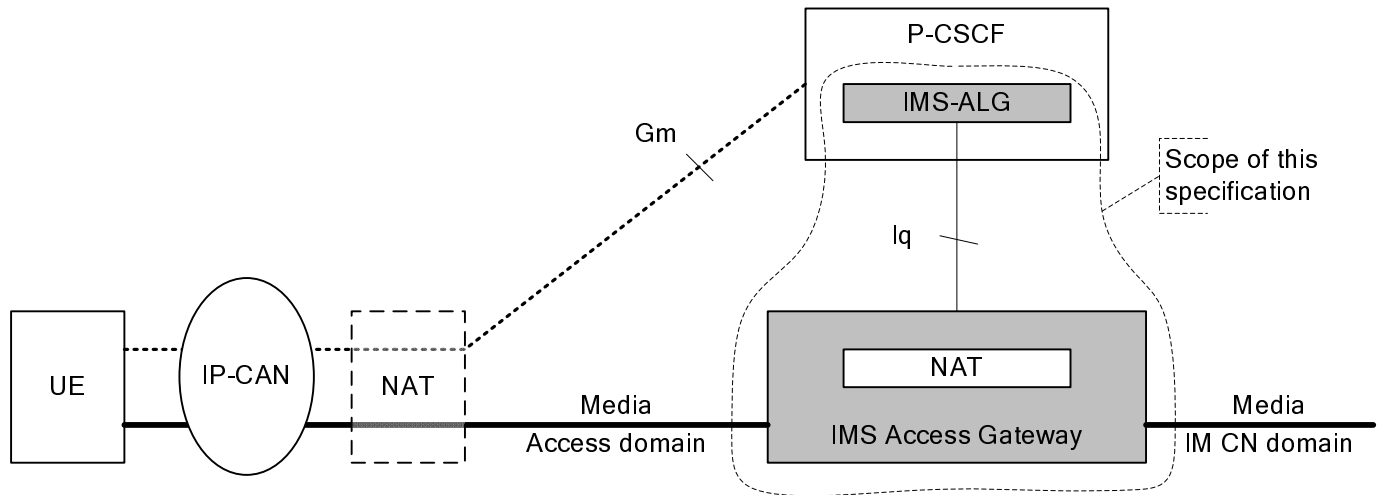 P-CSCF
IMS-ALG
Gm
Scope of this
specification
Iq
UE
IP-CAN
NAT
NAT
Media
Access domain
IMS Access Gateway
Media
IM CN domain